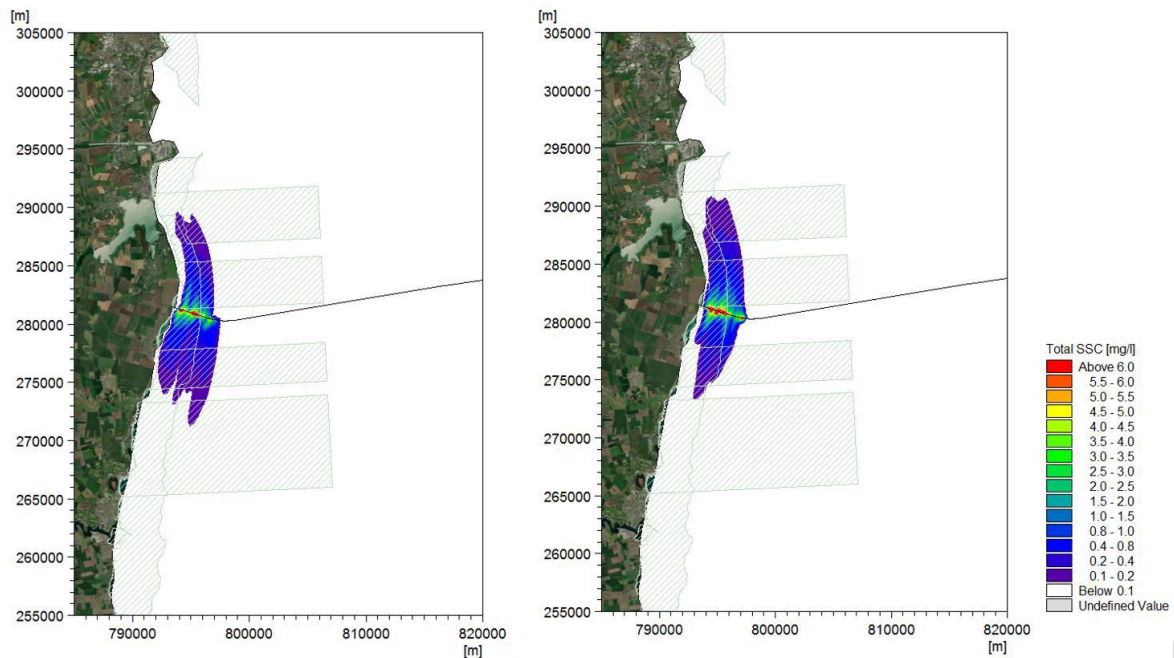 [m]
305000
300000
295000
290000
285000
280000
275000
270000
265000
260000
255000
790000
800000
810000
820000
[m]
[m]
305000
300000
295000
290000
285000
280000
275000
270000
265000
260000
255000
790000
800000
810000
820000
[m]
Total SSC [mg/l]
Above 6.0
5.5 - 6.0
5.0 - 5.5
4.5 - 5.0
4.0 - 4.5
3.5 - 4.0
3.0 - 3.5
2.5 - 3.0
2.0 - 2.5
1.5 - 2.0
1.0 - 1.5
0.8 - 1.0
0.4 - 0.8
0.2 - 0.4
0.1 - 0.2
Below 0.1
Undefined Value